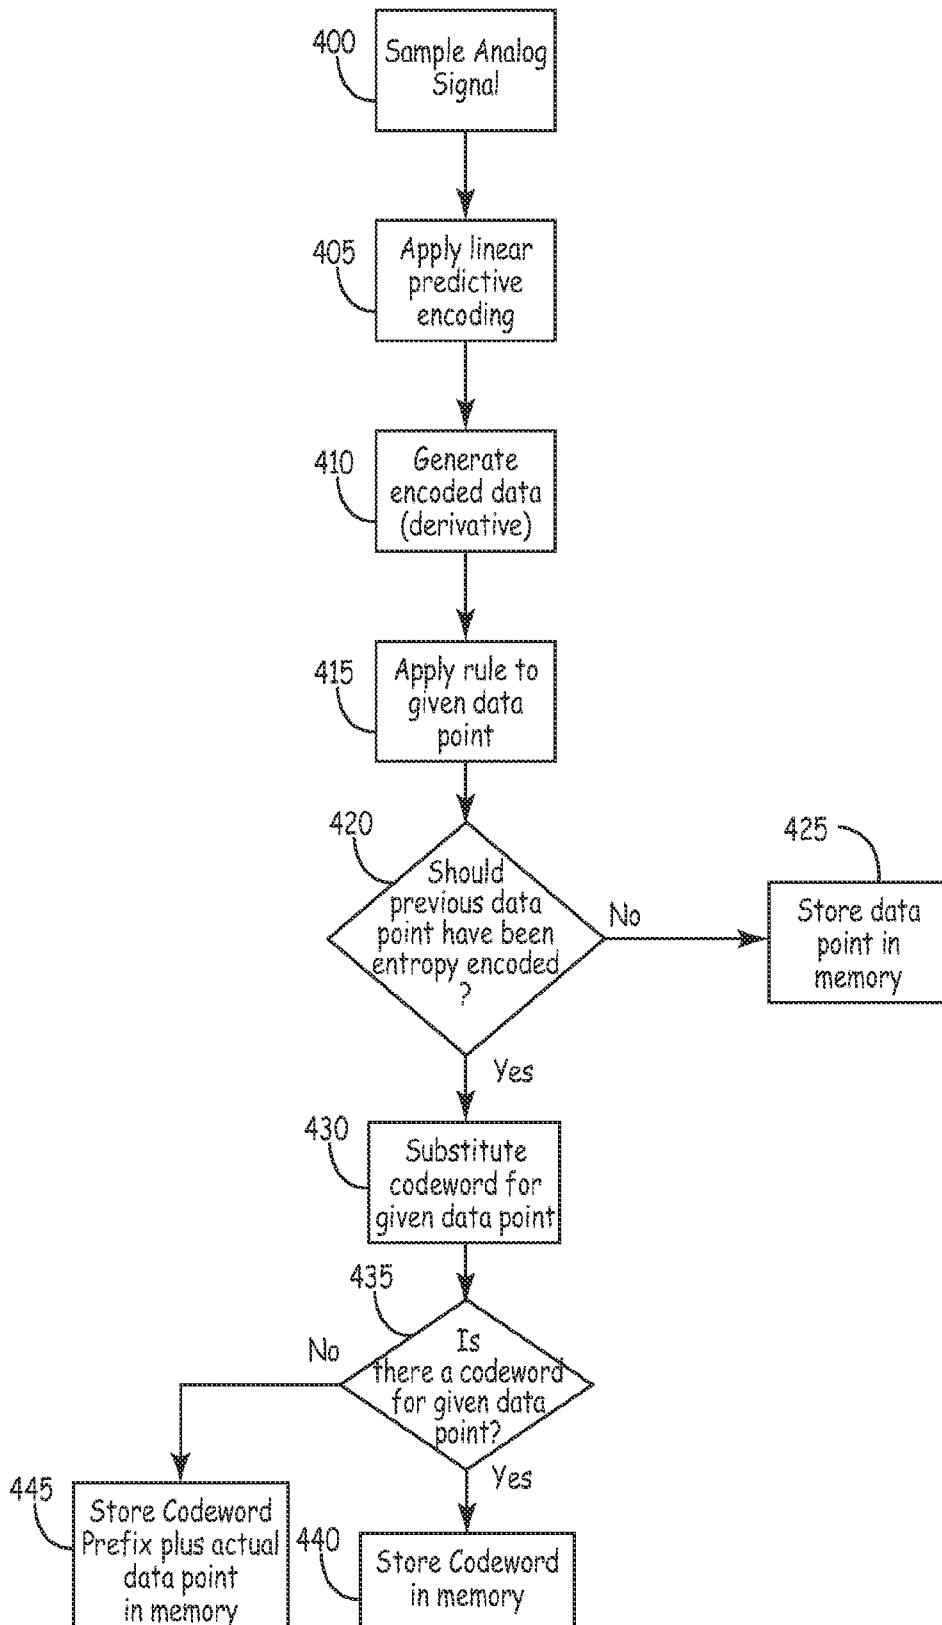 400
Sample Analog
Signal
405
Apply linear
predictive
encoding
410
Generate
encoded data
(derivative)
415
Apply rule to
given data
point
420
Should
previous data
point have been
entropy encoded
?
No
425
Store data
point in
memory
Yes
430
Substitute
codeword for
given data point
435
Is
there a codeword
for given data
point?
No
Yes
445
Store Codeword
Prefix plus actual
data point
in memory
440
Store Codeword
in memory